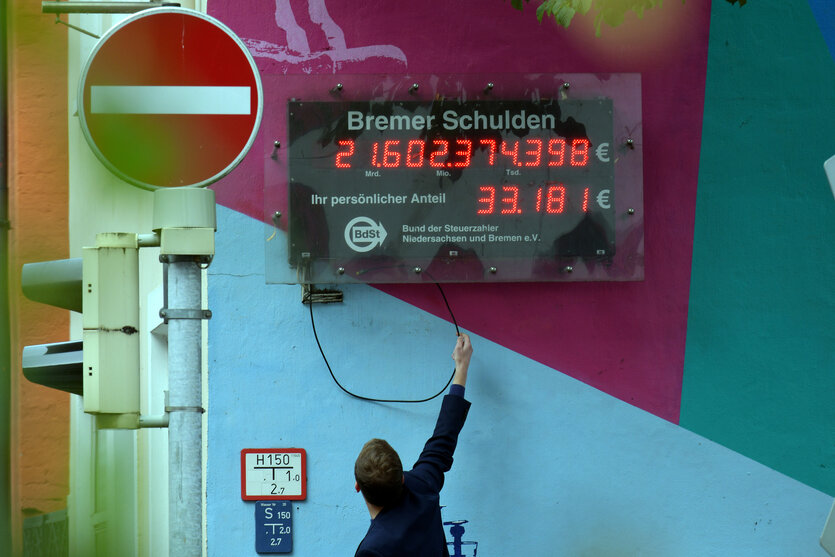 Bremer Schulden
21.602.374.398 €
Mrd. Mio. Tsd.
Ihr persönlicher Anteil 33.181 €
BdSt
Bund der Steuerzahler
Niedersachsen und Bremen e.V.
H150
1.0
2.7
S 150
2.0
2.7